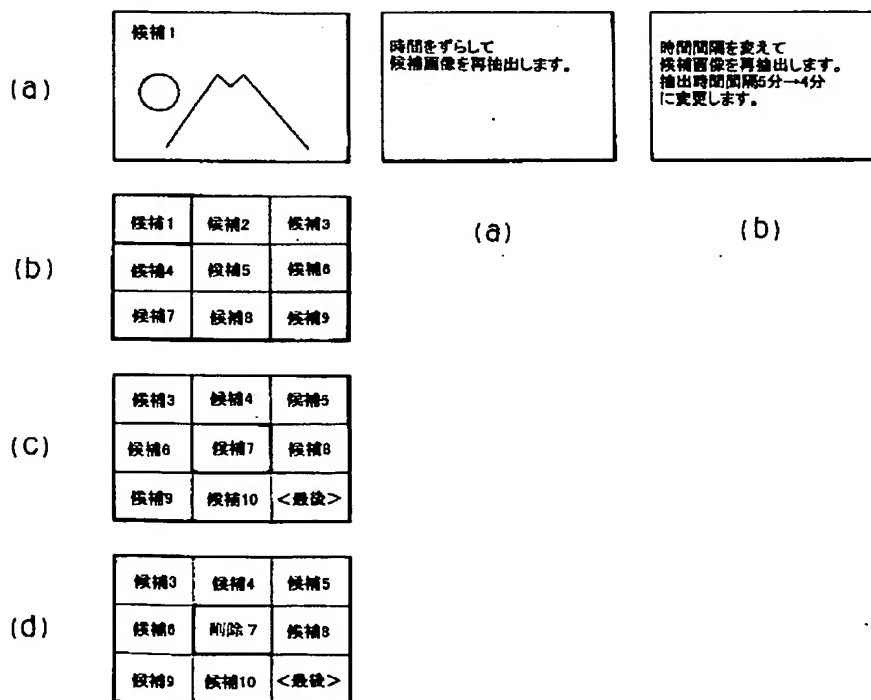 (a)
候補1
時間をずらして
候補画像を再抽出します。
時間間隔を変えて
候補画像を再抽出します。
抽出時間間隔5分→4分
に変更します。
(a)
(b)
(b)
候補1 候補2 候補3
候補4 候補5 候補6
候補7 候補8 候補9
(c)
候補3 候補4 候補5
候補6 候補7 候補8
候補9 候補10 <最後>
(d)
候補3 候補4 候補5
候補6 削除7 候補8
候補9 候補10 <最後>